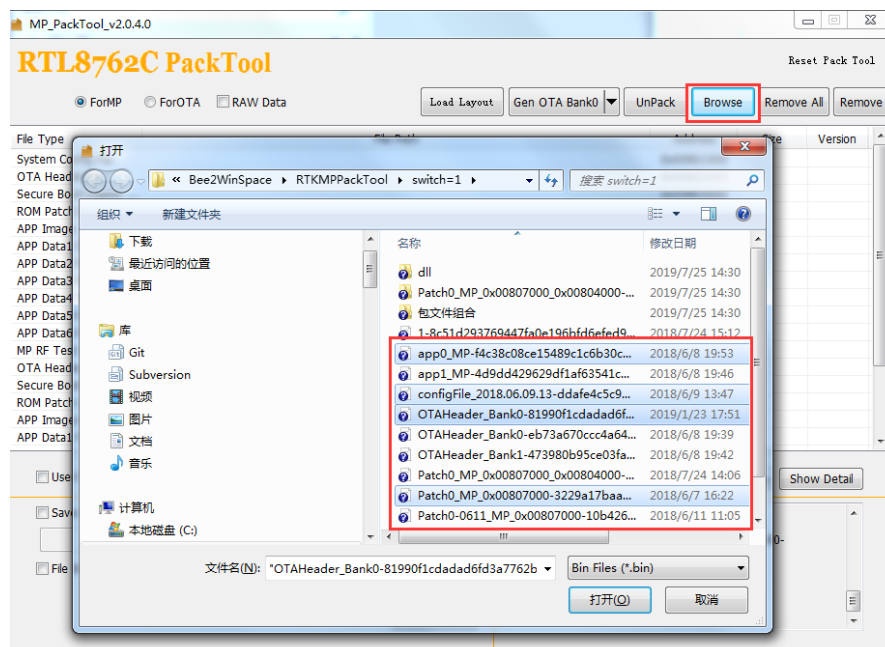 MP_PackTool_v2.0.4.0
RTL8762C PackTool
Reset Pack Tool
ForMP ForOTA RAW Data Load Layout Gen OTA Bank0 UnPack Browse Remove All Remove
File Type File Path Size Version
System Co
OTA Head
Secure Bo
ROM Patch
APP Image
APP Data1
APP Data2
APP Data3
APP Data4
APP Data5
APP Data6
MP RF Tes
OTA Head
Secure Bo
ROM Patch
APP Image
APP Data1
打开
« Bee2WinSpace RTKMPPackTool switch=1 搜索 switch=1
组织 新建文件夹
下载
最近访问的位置
桌面
库
Git
Subversion
视频
图片
文档
音乐
计算机
本地磁盘 (C:)
名称 修改日期
dll 2019/7/25 14:30
Patch0_MP_0x00807000_0x00804000-... 2019/7/25 14:30
包文件组合 2019/7/25 14:30
1-8c51d293769447fa0e196bfd6efed9... 2018/7/24 15:12
app0_MP-f4c38c08ce15489c1c6b30c... 2018/6/8 19:53
app1_MP-4d9dd429629df1af63541c... 2018/6/8 19:46
configFile_2018.06.09.13-ddafe4c5c9... 2018/6/9 13:47
OTAHeader_Bank0-81990f1cdadad6f... 2019/1/23 17:51
OTAHeader_Bank0-eb73a670ccc4a64... 2018/6/8 19:39
OTAHeader_Bank1-473980b95ce03fa... 2018/6/8 19:42
Patch0_MP_0x00807000_0x00804000-... 2018/7/24 14:06
Patch0_MP_0x00807000-3229a17baa... 2018/6/7 16:22
Patch0-0611_MP_0x00807000-10b426... 2018/6/11 11:05
文件名(N): "OTAHeader_Bank0-81990f1cdadad6fd3a7762b Bin Files (*.bin)
打开(O) 取消
Use
Show Detail
Save
File
0-